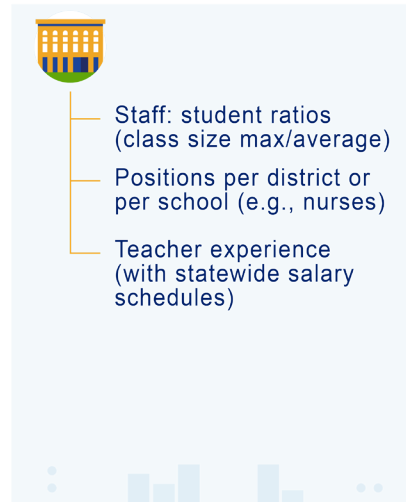 Staff: student ratios
(class size max/average)
Positions per district or
per school (e.g., nurses)
Teacher experience
(with statewide salary
schedules)